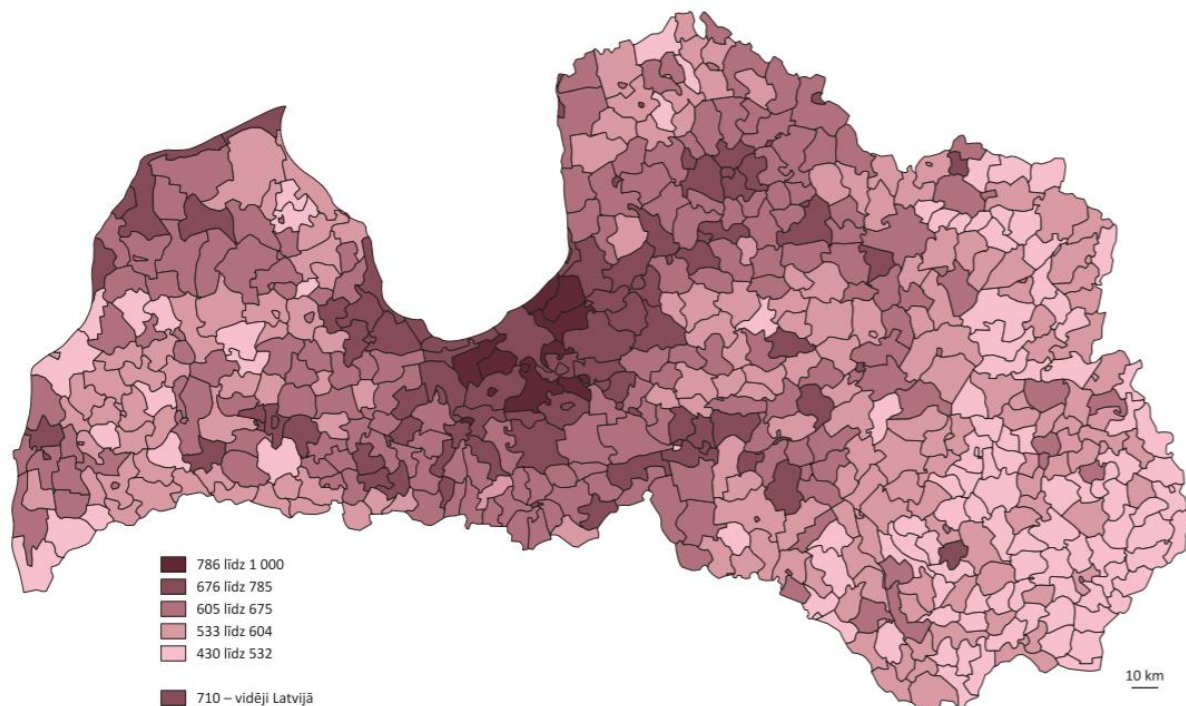 786 līdz 1 000
676 līdz 785
605 līdz 675
533 līdz 604
430 līdz 532
710 – vidēji Latvijā
10 km